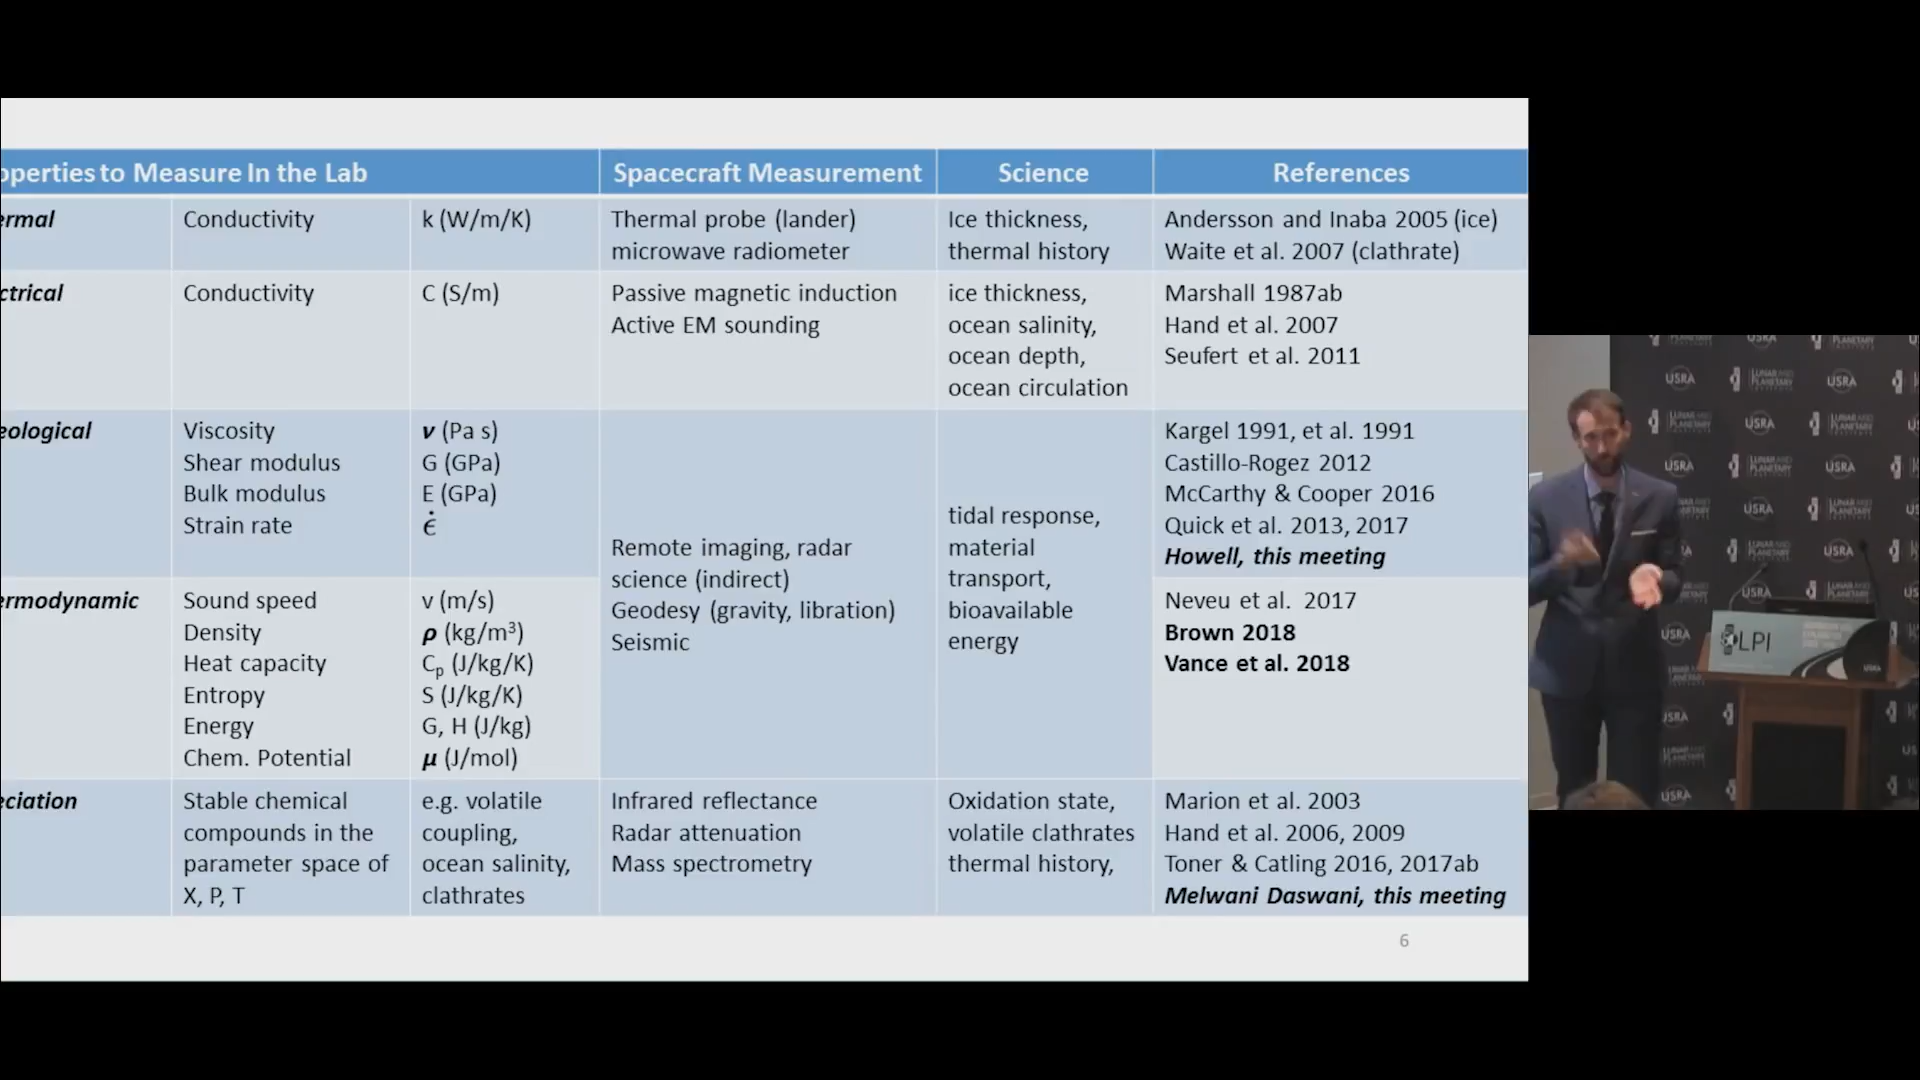 operties to Measure In the Lab
Spacecraft Measurement
Science
References
ermal
Conductivity
k (W/m/K)
Thermal probe (lander)
microwave radiometer
Ice thickness,
thermal history
Andersson and Inaba 2005 (ice)
Waite et al. 2007 (clathrate)
ctrical
Conductivity
C (S/m)
Passive magnetic induction
Active EM sounding
ice thickness,
ocean salinity,
ocean depth,
ocean circulation
Marshall 1987ab
Hand et al. 2007
Seufert et al. 2011
eological
Viscosity
Shear modulus
Bulk modulus
Strain rate
ν (Pa s)
G (GPa)
E (GPa)
ϵ̇
Kargel 1991, et al. 1991
Castillo-Rogez 2012
McCarthy & Cooper 2016
Quick et al. 2013, 2017
Howell, this meeting
Remote imaging, radar
science (indirect)
Geodesy (gravity, libration)
Seismic
tidal response,
material
transport,
bioavailable
energy
ermodynamic
Sound speed
Density
Heat capacity
Entropy
Energy
Chem. Potential
v (m/s)
ρ (kg/m³)
Cₚ (J/kg/K)
S (J/kg/K)
G, H (J/kg)
μ (J/mol)
Neveu et al. 2017
Brown 2018
Vance et al. 2018
eciation
Stable chemical
compounds in the
parameter space of
X, P, T
e.g. volatile
coupling,
ocean salinity,
clathrates
Infrared reflectance
Radar attenuation
Mass spectrometry
Oxidation state,
volatile clathrates
thermal history,
Marion et al. 2003
Hand et al. 2006, 2009
Toner & Catling 2016, 2017ab
Melwani Daswani, this meeting
6
USRA
LUNAR AND
PLANETARY
LPI